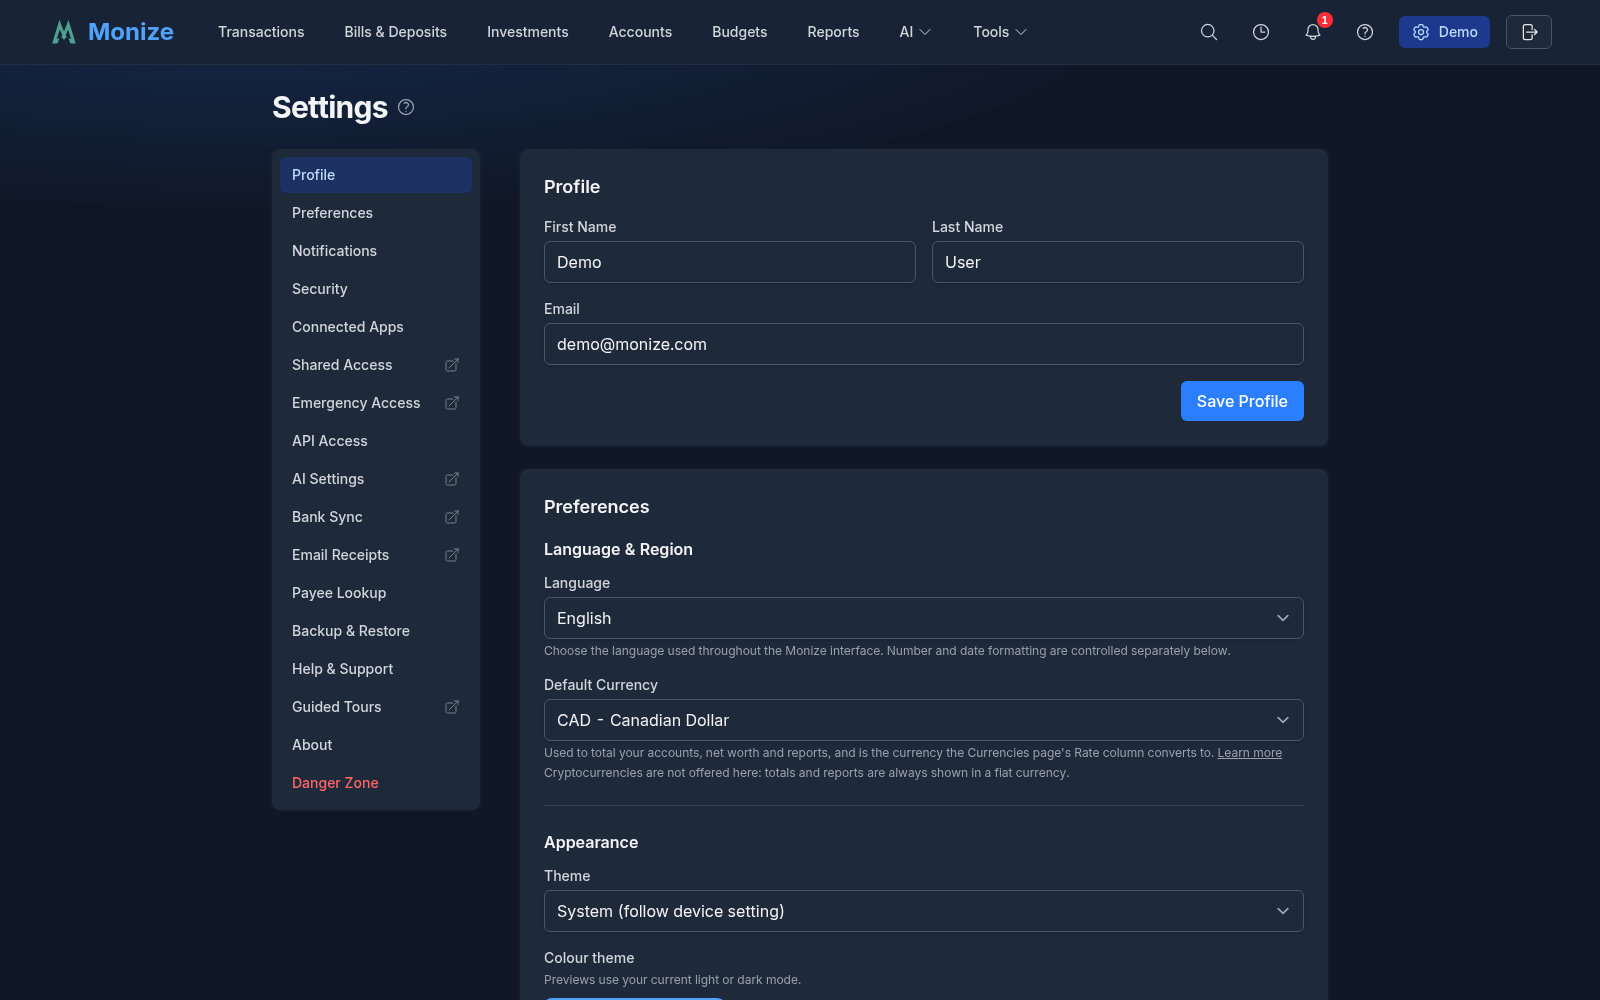 Monize
Transactions
Bills & Deposits
Investments
Accounts
Budgets
Reports
AI
Tools
1
Demo
Settings
Profile
Preferences
Notifications
Security
Connected Apps
Shared Access
Emergency Access
API Access
AI Settings
Bank Sync
Email Receipts
Payee Lookup
Backup & Restore
Help & Support
Guided Tours
About
Danger Zone
Profile
First Name
Last Name
Demo
User
Email
demo@monize.com
Save Profile
Preferences
Language & Region
Language
English
Choose the language used throughout the Monize interface. Number and date formatting are controlled separately below.
Default Currency
CAD - Canadian Dollar
Used to total your accounts, net worth and reports, and is the currency the Currencies page's Rate column converts to. Learn more
Cryptocurrencies are not offered here: totals and reports are always shown in a fiat currency.
Appearance
Theme
System (follow device setting)
Colour theme
Previews use your current light or dark mode.